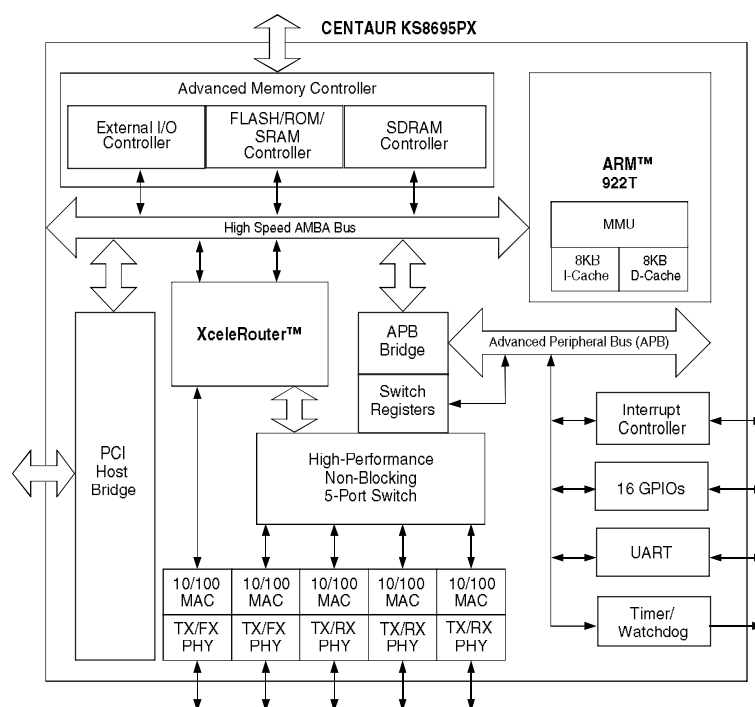 CENTAUR KS8695PX
Advanced Memory Controller
External I/O
Controller
FLASH/ROM/
SRAM
Controller
SDRAM
Controller
ARM™
922T
MMU
8KB
I-Cache
8KB
D-Cache
High Speed AMBA Bus
XceleRouter™
APB
Bridge
Advanced Peripheral Bus (APB)
Switch
Registers
PCI
Host
Bridge
High-Performance
Non-Blocking
5-Port Switch
Interrupt
Controller
16 GPIOs
UART
Timer/
Watchdog
10/100
MAC
10/100
MAC
10/100
MAC
10/100
MAC
10/100
MAC
TX/FX
PHY
TX/FX
PHY
TX/RX
PHY
TX/RX
PHY
TX/RX
PHY